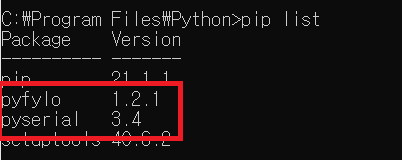 C:₩Program Files₩Python>pip list
Package Version
---------- -------
pip 21.1.1
pyfylo 1.2.1
pyserial 3.4
setuptools 40.8.2